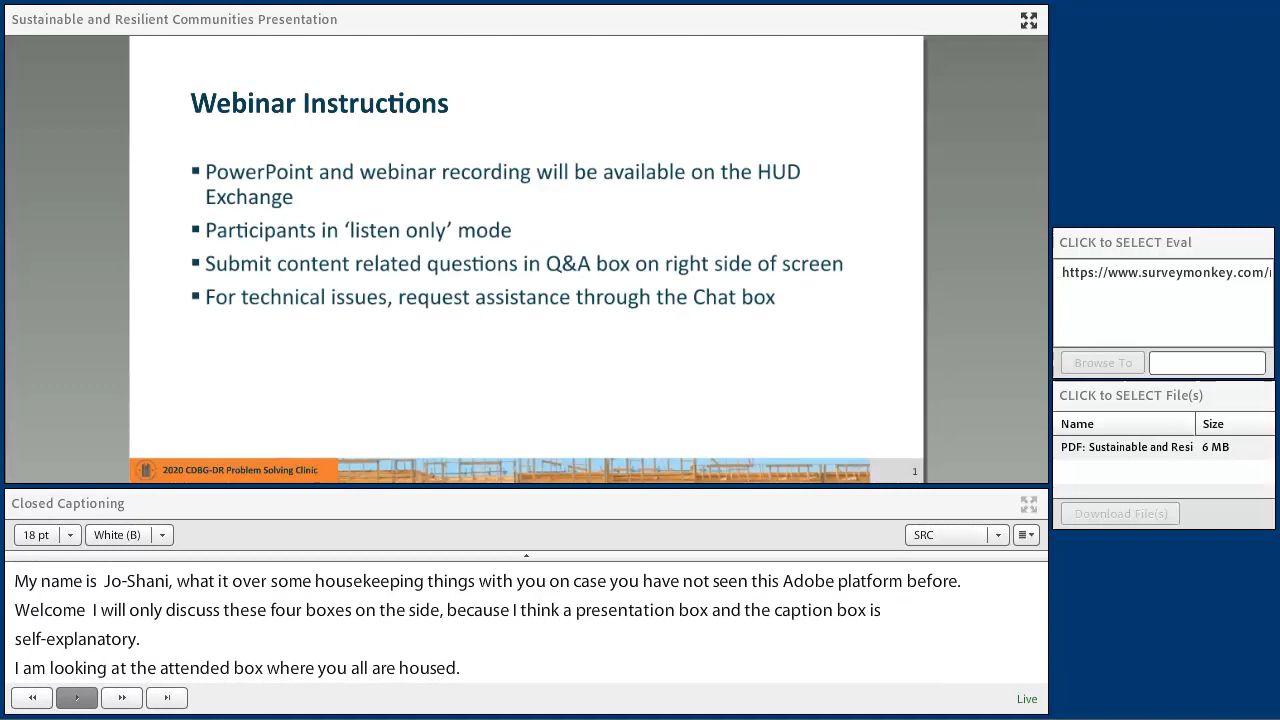 Sustainable and Resilient Communities Presentation
Webinar Instructions
▪ PowerPoint and webinar recording will be available on the HUD
Exchange
▪ Participants in ‘listen only’ mode
▪ Submit content related questions in Q&A box on right side of screen
▪ For technical issues, request assistance through the Chat box
2020 CDBG-DR Problem Solving Clinic
1
CLICK to SELECT Eval
https://www.surveymonkey.com/
Browse To
CLICK to SELECT File(s)
Name Size
PDF: Sustainable and Resi 6 MB
Download File(s)
Closed Captioning
18 pt White (B) SRC
My name is Jo-Shani, what it over some housekeeping things with you on case you have not seen this Adobe platform before.
Welcome I will only discuss these four boxes on the side, because I think a presentation box and the caption box is
self-explanatory.
I am looking at the attended box where you all are housed.
Live